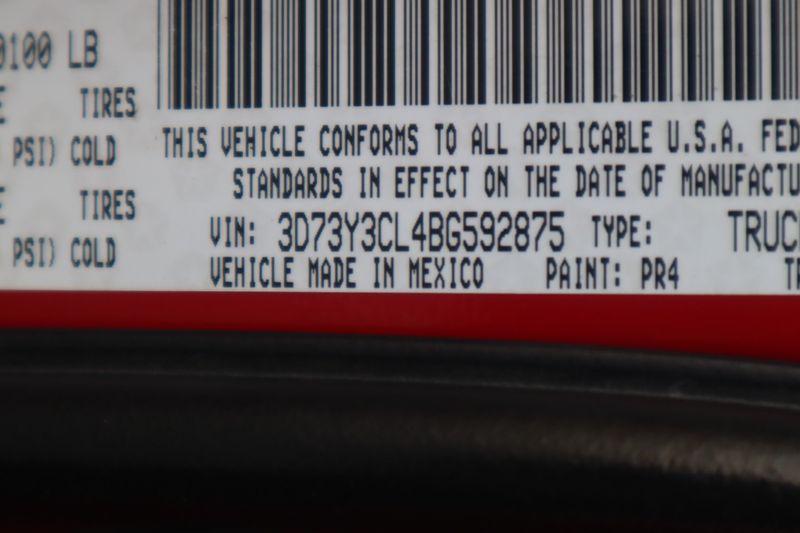 0100 LB
TIRES
PSI) COLD
TIRES
PSI) COLD
THIS VEHICLE CONFORMS TO ALL APPLICABLE U.S.A. FED
STANDARDS IN EFFECT ON THE DATE OF MANUFACTU
VIN: 3D73Y3CL4BG592875 TYPE: TRUC
VEHICLE MADE IN MEXICO PAINT: PR4 TR